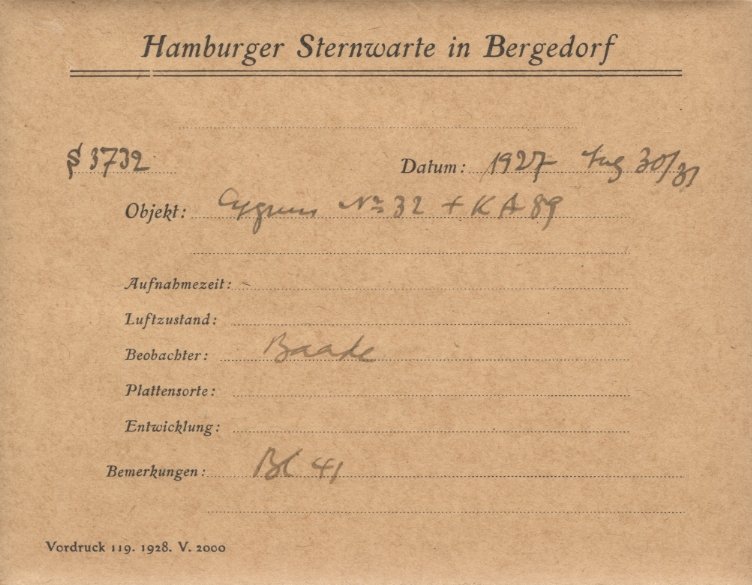 Hamburger Sternwarte in Bergedorf
S 3732 Datum: 1927 Aug 30/31
Objekt: Cygnus Nr 32 + KA 89
Aufnahmezeit:
Luftzustand:
Beobachter: Baade
Plattensorte:
Entwicklung:
Bemerkungen: Bl 41
Vordruck 119. 1928. V. 2000